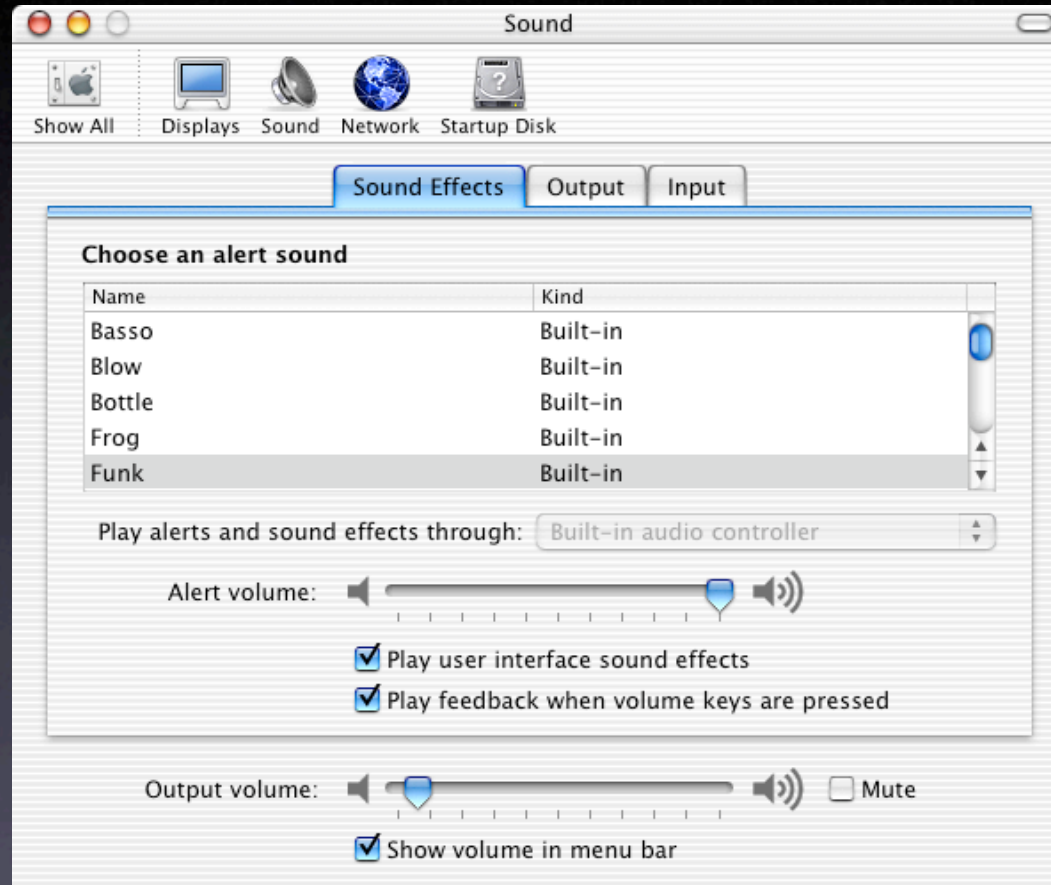 Sound
Show All Displays Sound Network Startup Disk
Sound Effects Output Input
Choose an alert sound
Name Kind
Basso Built-in
Blow Built-in
Bottle Built-in
Frog Built-in
Funk Built-in
Play alerts and sound effects through: Built-in audio controller
Alert volume:
Play user interface sound effects
Play feedback when volume keys are pressed
Output volume: Mute
Show volume in menu bar